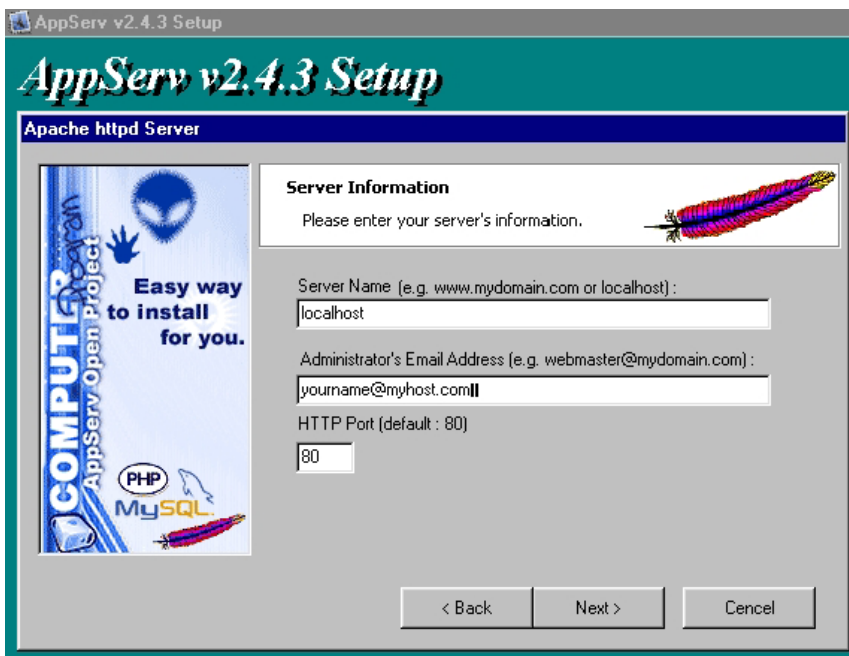 AppServ v2.4.3 Setup
AppServ v2.4.3 Setup
Apache httpd Server
COMPUTER
Program
AppServ Open Project
Easy way
to install
for you.
PHP
MySQL
Server Information
Please enter your server's information.
Server Name (e.g. www.mydomain.com or localhost) :
localhost
Administrator's Email Address (e.g. webmaster@mydomain.com) :
yourname@myhost.com
HTTP Port (default : 80)
80
< Back
Next >
Cencel